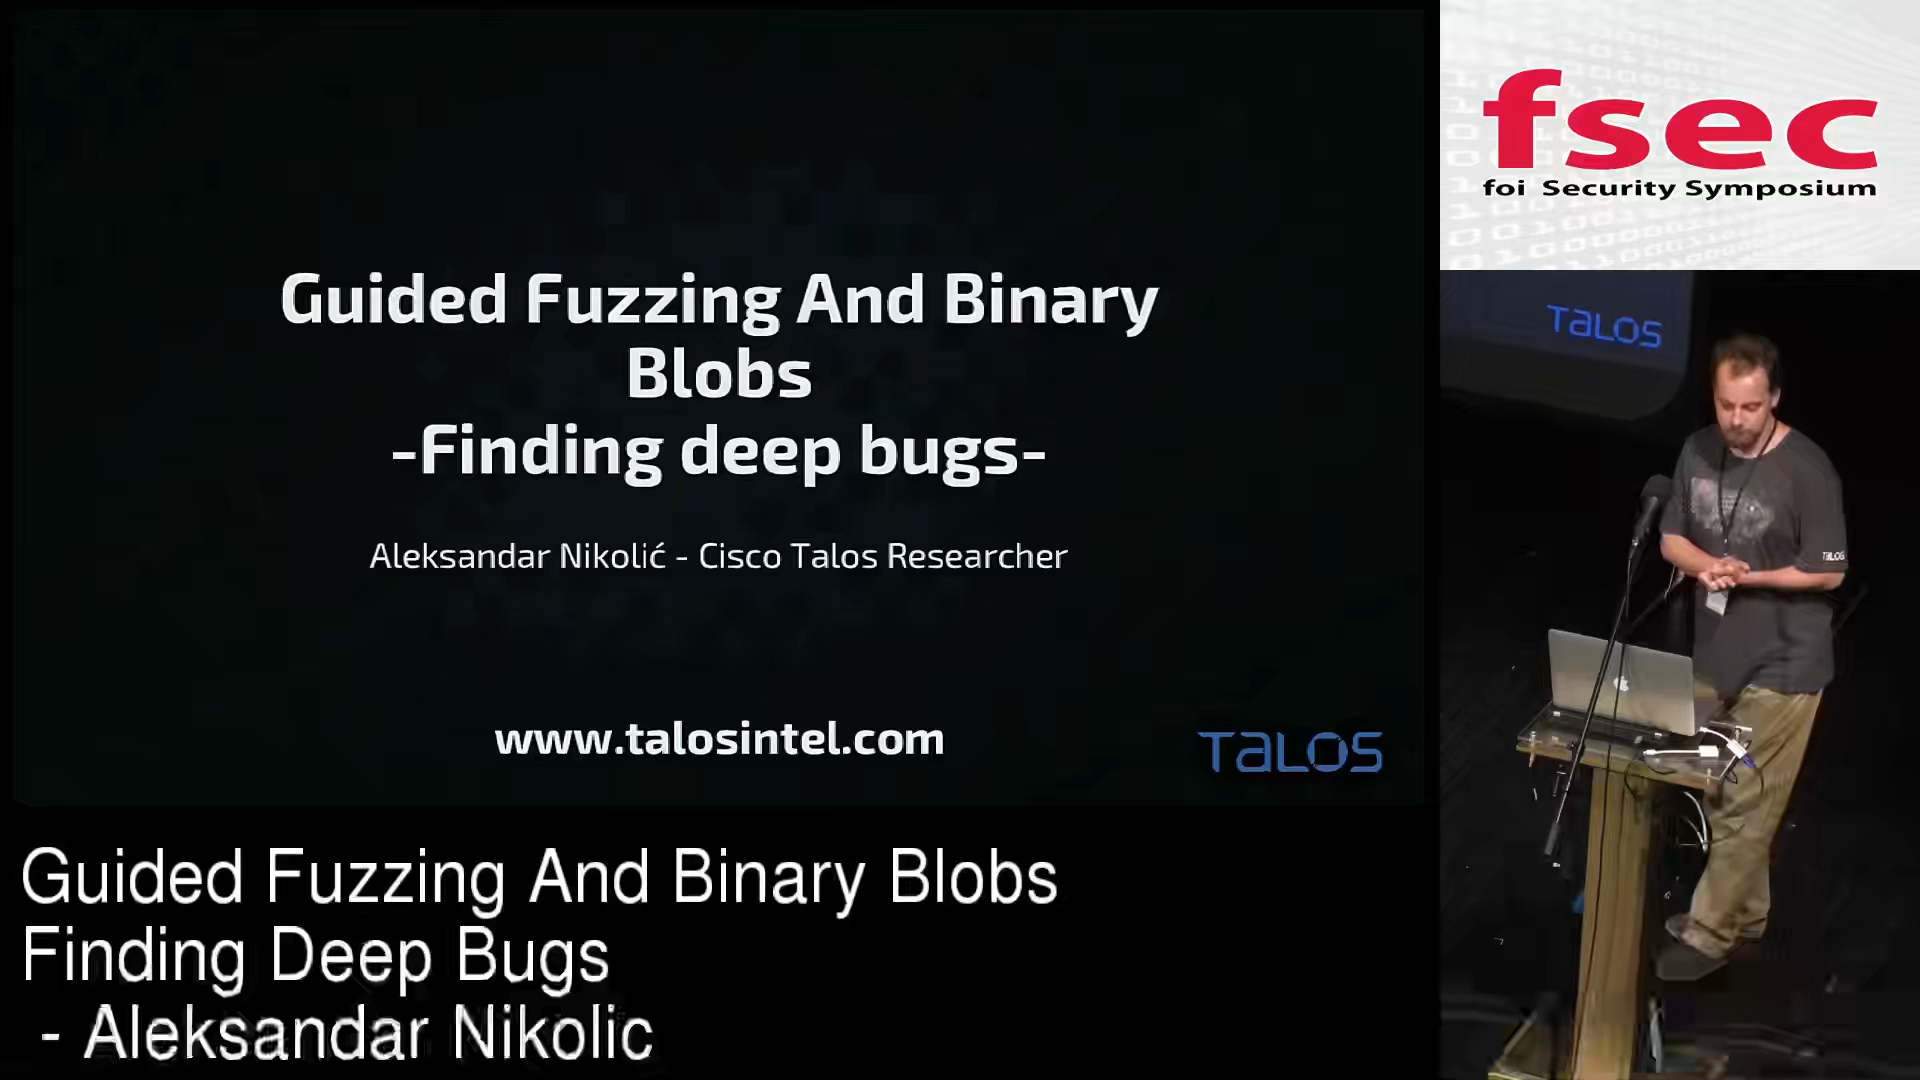 Guided Fuzzing And Binary
Blobs
-Finding deep bugs-
Aleksandar Nikolić - Cisco Talos Researcher
www.talosintel.com
TALOS
fsec
foi Security Symposium
TALOS
TALOS
Guided Fuzzing And Binary Blobs
Finding Deep Bugs
- Aleksandar Nikolic